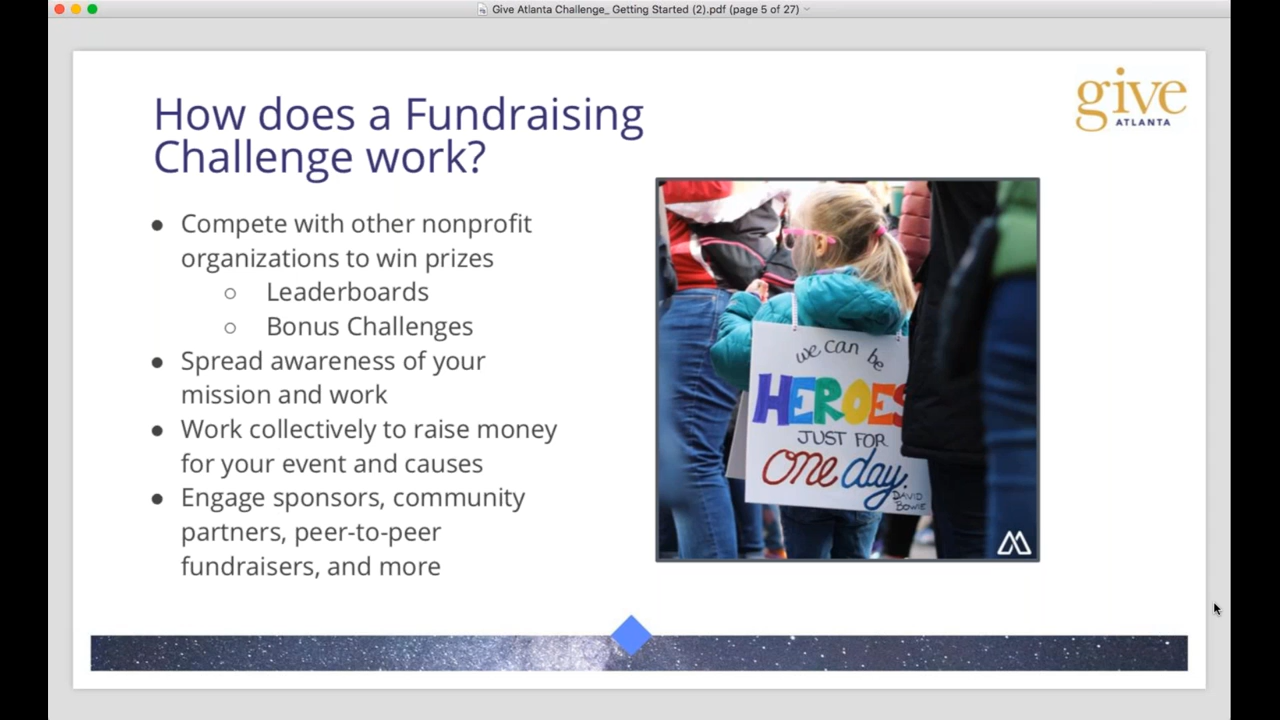 Give Atlanta Challenge_ Getting Started (2).pdf (page 5 of 27)
give
ATLANTA
How does a Fundraising
Challenge work?
● Compete with other nonprofit
organizations to win prizes
○ Leaderboards
○ Bonus Challenges
● Spread awareness of your
mission and work
● Work collectively to raise money
for your event and causes
● Engage sponsors, community
partners, peer-to-peer
fundraisers, and more
we can be
HEROES
JUST FOR
one day.
DAVID
BOWIE